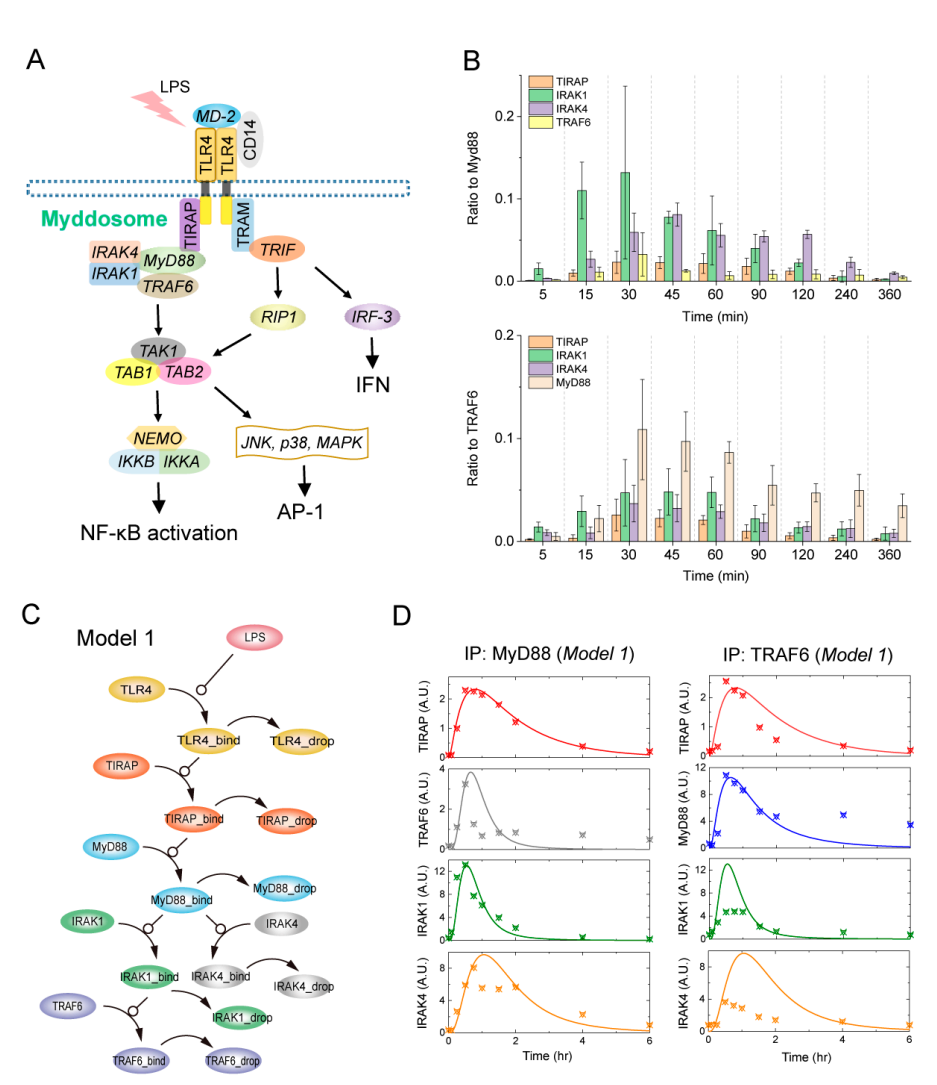 A
LPS
MD-2
TLR4
TLR4
CD14
Myddosome
TIRAP
TRAM
IRAK4
MyD88
IRAK1
TRAF6
TRIF
RIP1
IRF-3
TAK1
TAB1
TAB2
IFN
NEMO
IKKB
IKKA
JNK, p38, MAPK
NF-κB activation
AP-1
B
TIRAP
IRAK1
IRAK4
TRAF6
Ratio to Myd88
0.2
0.1
0.0
5 15 30 45 60 90 120 240 360
Time (min)
TIRAP
IRAK1
IRAK4
MyD88
Ratio to TRAF6
0.2
0.1
0.0
5 15 30 45 60 90 120 240 360
Time (min)
C
Model 1
LPS
TLR4
TLR4_bind
TLR4_drop
TIRAP
TIRAP_bind
TIRAP_drop
MyD88
MyD88_bind
MyD88_drop
IRAK1
IRAK4
IRAK1_bind
IRAK4_bind
IRAK4_drop
TRAF6
IRAK1_drop
TRAF6_bind
TRAF6_drop
D
IP: MyD88 (Model 1)
TIRAP (A.U.)
2
1
0
TRAF6 (A.U.)
4
2
0
IRAK1 (A.U.)
12
8
4
0
IRAK4 (A.U.)
8
4
0
0 2 4 6
Time (hr)
IP: TRAF6 (Model 1)
TIRAP (A.U.)
2
1
0
MyD88 (A.U.)
12
9
6
3
0
IRAK1 (A.U.)
12
8
4
0
IRAK4 (A.U.)
8
4
0
0 2 4 6
Time (hr)